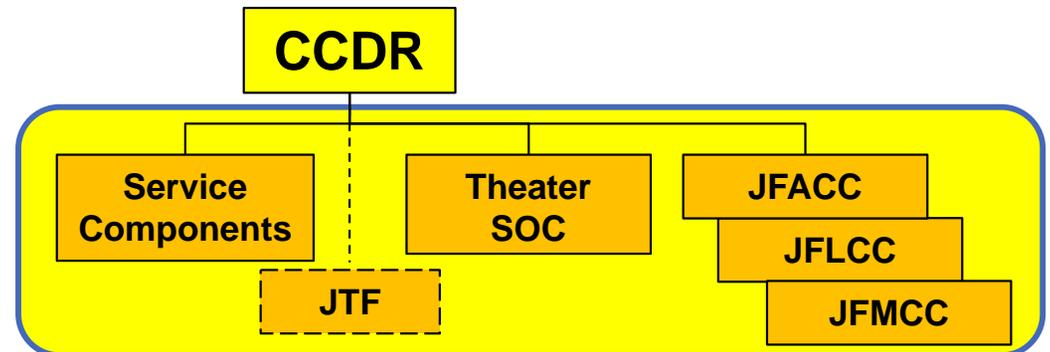 CCDR
Service
Components
Theater
SOC
JFACC
JFLCC
JTF
JFMCC